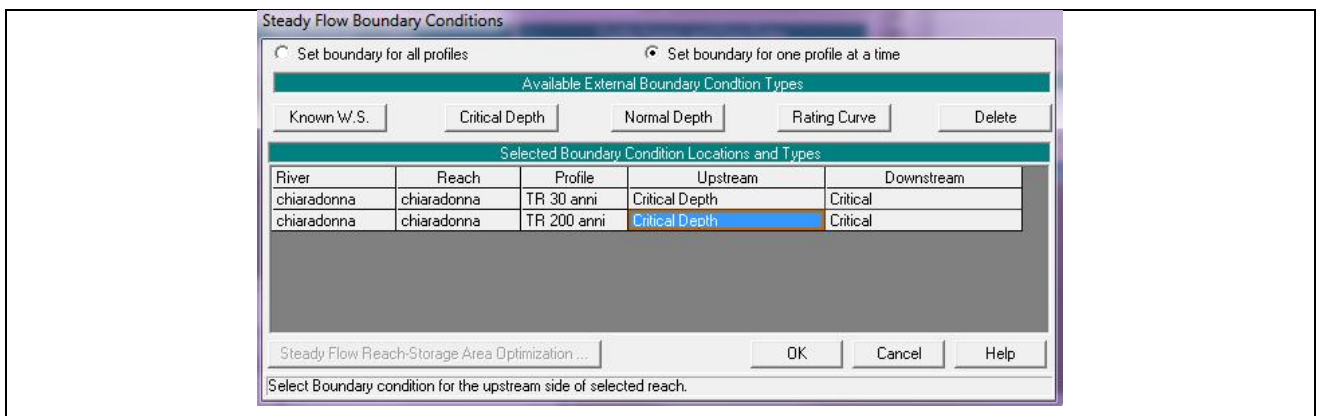 Steady Flow Boundary Conditions
Set boundary for all profiles Set boundary for one profile at a time
Available External Boundary Condtion Types
Known W.S. Critical Depth Normal Depth Rating Curve Delete
Selected Boundary Condition Locations and Types
River Reach Profile Upstream Downstream
chiaradonna chiaradonna TR 30 anni Critical Depth Critical
chiaradonna chiaradonna TR 200 anni Critical Depth Critical
Steady Flow Reach-Storage Area Optimization ... OK Cancel Help
Select Boundary condition for the upstream side of selected reach.